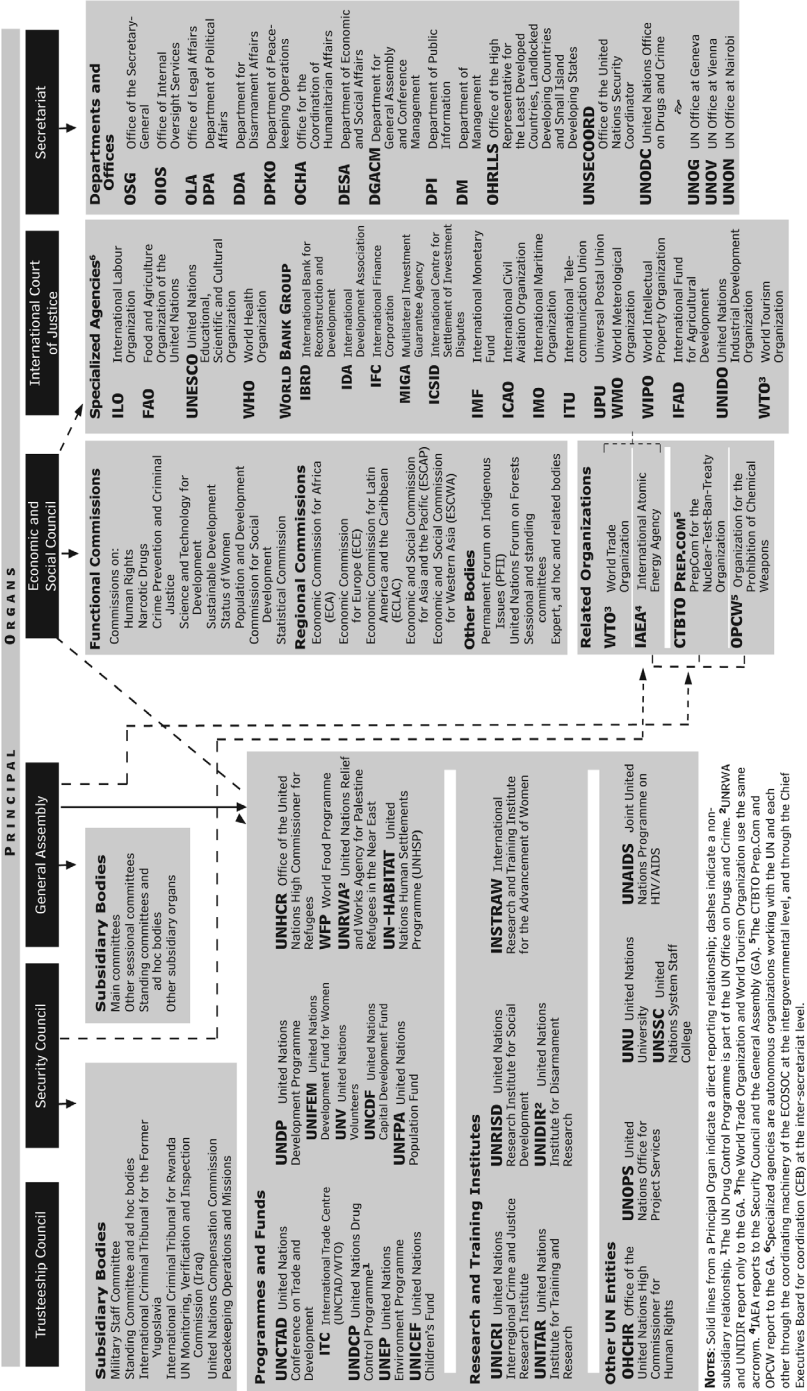 PRINCIPAL ORGANS
Trusteeship Council
Security Council
General Assembly
Economic and
Social Council
International Court
of Justice
Secretariat
Subsidiary Bodies
Military Staff Committee
Standing Committee and ad hoc bodies
International Criminal Tribunal for the Former
Yugoslavia
International Criminal Tribunal for Rwanda
UN Monitoring, Verification and Inspection
Commission (Iraq)
United Nations Compensation Commission
Peacekeeping Operations and Missions
Subsidiary Bodies
Main committees
Other sessional committees
Standing committees and
ad hoc bodies
Other subsidiary organs
Programmes and Funds
UNCTAD United Nations
Conference on Trade and
Development
ITC International Trade Centre
(UNCTAD/WTO)
UNDCP United Nations Drug
Control Programme¹
UNEP United Nations
Environment Programme
UNICEF United Nations
Children's Fund
UNDP United Nations
Development Programme
UNIFEM United Nations
Development Fund for Women
UNV United Nations
Volunteers
UNCDF United Nations
Capital Development Fund
UNFPA United Nations
Population Fund
UNHCR Office of the United
Nations High Commissioner for
Refugees
WFP World Food Programme
UNRWA² United Nations Relief
and Works Agency for Palestine
Refugees in the Near East
UN–HABITAT United
Nations Human Settlements
Programme (UNHSP)
Research and Training Institutes
UNICRI United Nations
Interregional Crime and Justice
Research Institute
UNITAR United Nations
Institute for Training and
Research
UNRISD United Nations
Research Institute for Social
Development
UNIDIR² United Nations
Institute for Disarmament
Research
INSTRAW International
Research and Training Institute
for the Advancement of Women
Other UN Entities
OHCHR Office of the
United Nations High
Commissioner for
Human Rights
UNOPS United
Nations Office for
Project Services
UNU United Nations
University
UNSSC United
Nations System Staff
College
UNAIDS Joint United
Nations Programme on
HIV/AIDS
Functional Commissions
Commissions on:
Human Rights
Narcotic Drugs
Crime Prevention and Criminal
Justice
Science and Technology for
Development
Sustainable Development
Status of Women
Population and Development
Commission for Social
Development
Statistical Commission
Regional Commissions
Economic Commission for Africa
(ECA)
Economic Commission
for Europe (ECE)
Economic Commission for Latin
America and the Caribbean
(ECLAC)
Economic and Social Commission
for Asia and the Pacific (ESCAP)
Economic and Social Commission
for Western Asia (ESCWA)
Other Bodies
Permanent Forum on Indigenous
Issues (PFII)
United Nations Forum on Forests
Sessional and standing
committees
Expert, ad hoc and related bodies
Related Organizations
WTO³ World Trade
Organization
IAEA⁴ International Atomic
Energy Agency
CTBTO PREP.COM⁵
PrepCom for the
Nuclear-Test-Ban-Treaty
Organization
OPCW⁵ Organization for the
Prohibition of Chemical
Weapons
Specialized Agencies⁶
ILO International Labour
Organization
FAO Food and Agriculture
Organization of the
United Nations
UNESCO United Nations
Educational,
Scientific and Cultural
Organization
WHO World Health
Organization
WORLD BANK GROUP
IBRD International Bank for
Reconstruction and
Development
IDA International
Development Association
IFC International Finance
Corporation
MIGA Multilateral Investment
Guarantee Agency
ICSID International Centre for
Settlement of Investment
Disputes
IMF International Monetary
Fund
ICAO International Civil
Aviation Organization
IMO International Maritime
Organization
ITU International Tele-
communication Union
UPU Universal Postal Union
WMO World Meterological
Organization
WIPO World Intellectual
Property Organization
IFAD International Fund
for Agricultural
Development
UNIDO United Nations
Industrial Development
Organization
WTO³ World Tourism
Organization
Departments and
Offices
OSG Office of the Secretary-
General
OIOS Office of Internal
Oversight Services
OLA Office of Legal Affairs
DPA Department of Political
Affairs
DDA Department for
Disarmament Affairs
DPKO Department of Peace-
keeping Operations
OCHA Office for the
Coordination of
Humanitarian Affairs
DESA Department of Economic
and Social Affairs
DGACM Department for
General Assembly
and Conference
Management
DPI Department of Public
Information
DM Department of
Management
OHRLLS Office of the High
Representative for
the Least Developed
Countries, Landlocked
Developing Countries
and Small Island
Developing States
UNSECOORD
Office of the United
Nations Security
Coordinator
UNODC United Nations Office
on Drugs and Crime
UNOG UN Office at Geneva
UNOV UN Office at Vienna
UNON UN Office at Nairobi
NOTES: Solid lines from a Principal Organ indicate a direct reporting relationship; dashes indicate a non-
subsidiary relationship. ¹The UN Drug Control Programme is part of the UN Office on Drugs and Crime. ²UNRWA
and UNIDIR report only to the GA. ³The World Trade Organization and World Tourism Organization use the same
acronym. ⁴IAEA reports to the Security Council and the General Assembly (GA). ⁵The CTBTO Prep.Com and
OPCW report to the GA. ⁶Specialized agencies are autonomous organizations working with the UN and each
other through the coordinating machinery of the ECOSOC at the intergovernmental level, and through the Chief
Executives Board for coordination (CEB) at the inter-secretariat level.